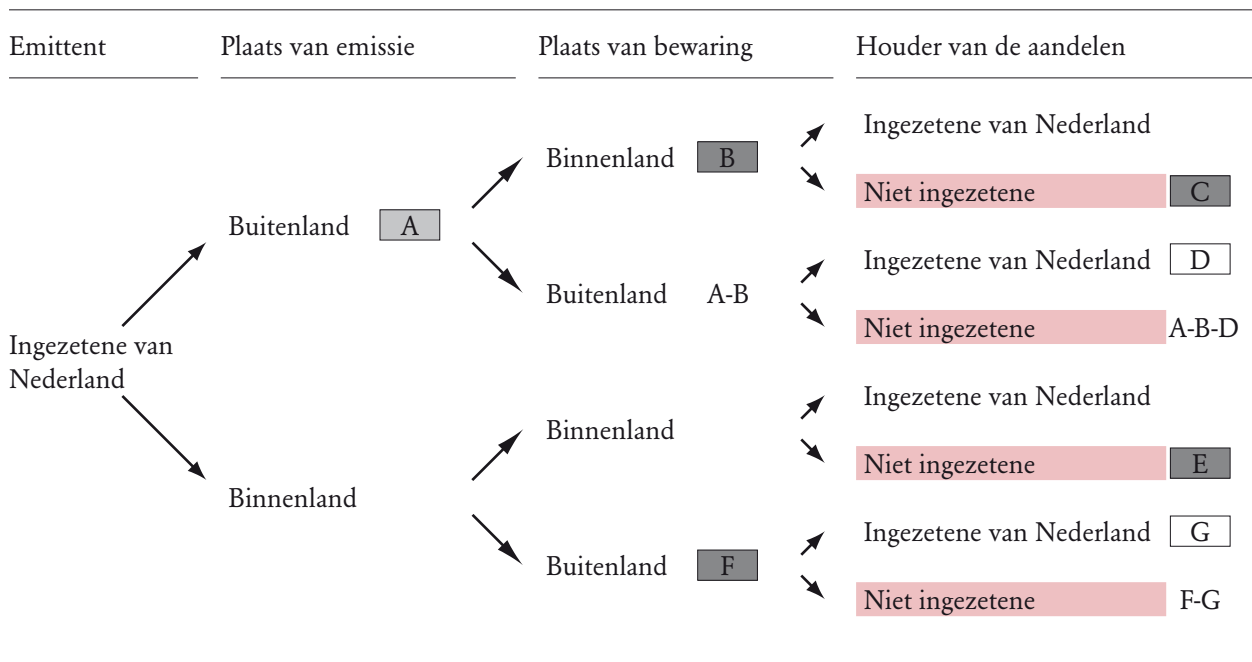 Emittent Plaats van emissie Plaats van bewaring Houder van de aandelen
Ingezetene van Nederland
Binnenland B
Niet ingezetene C
Buitenland A
Ingezetene van Nederland D
Buitenland A-B
Niet ingezetene A-B-D
Ingezetene van
Nederland
Ingezetene van Nederland
Binnenland
Niet ingezetene E
Binnenland
Ingezetene van Nederland G
Buitenland F
Niet ingezetene F-G